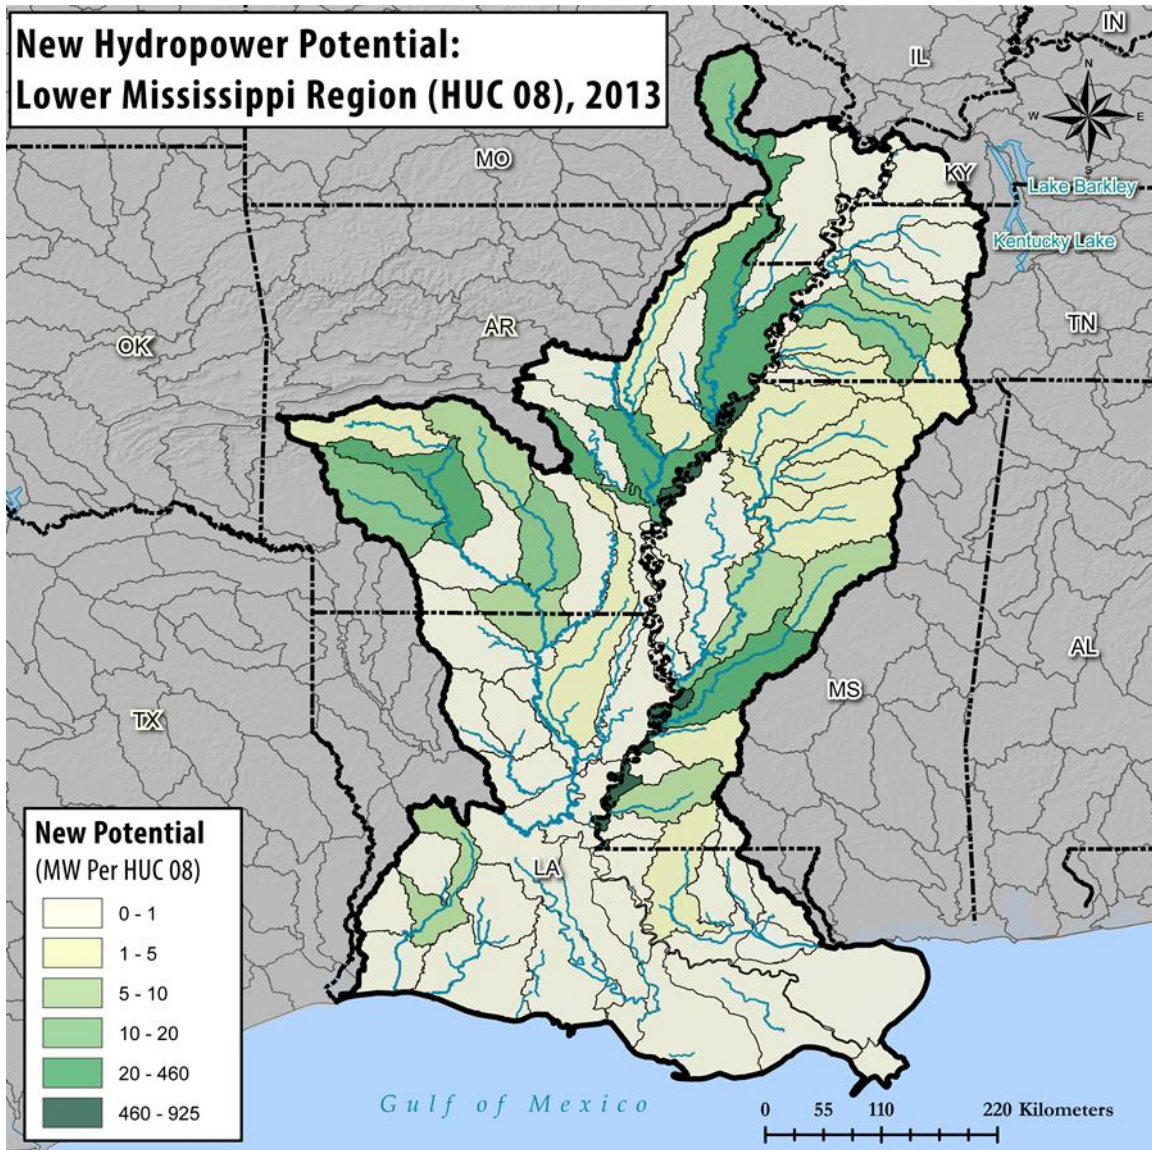 New Hydropower Potential:
Lower Mississippi Region (HUC 08), 2013
IN
IL
N
W
E
S
MO
KY
Lake Barkley
Kentucky Lake
OK
AR
TN
AL
MS
TX
LA
New Potential
(MW Per HUC 08)
0 - 1
1 - 5
5 - 10
10 - 20
20 - 460
460 - 925
Gulf of Mexico
0 55 110 220 Kilometers